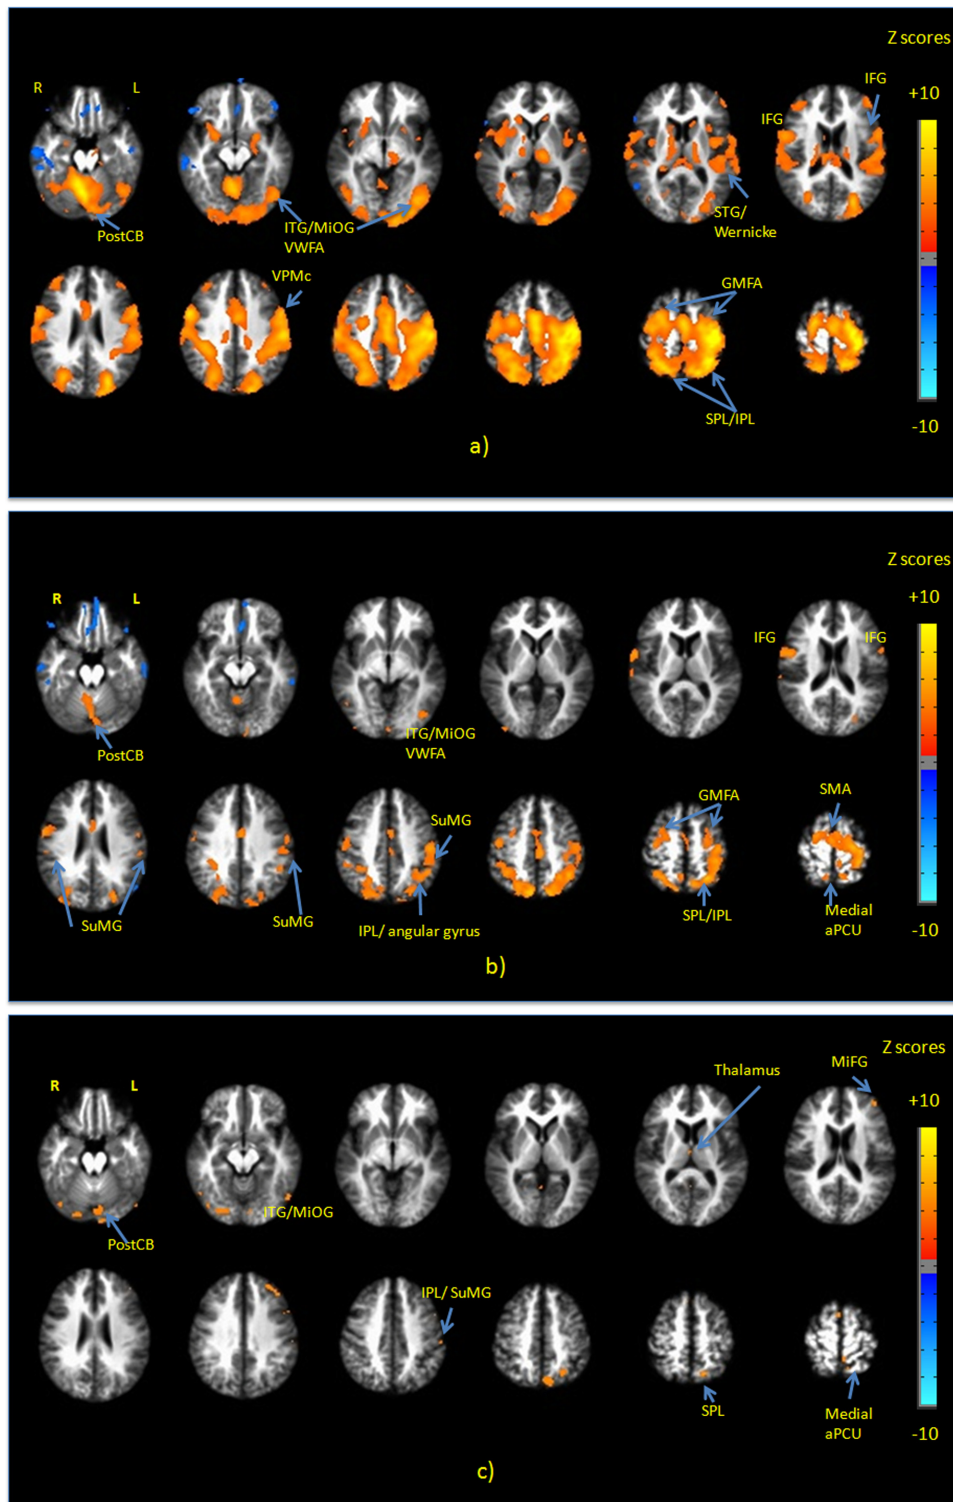 Z scores
R
L
IFG
IFG
+10
PostCB
ITG/MiOG
VWFA
STG/
Wernicke
VPMc
GMFA
SPL/IPL
-10
a)
Z scores
R
L
+10
IFG
IFG
PostCB
ITG/MiOG
VWFA
GMFA
SMA
SuMG
SuMG
SuMG
IPL/ angular gyrus
SPL/IPL
Medial
aPCU
-10
b)
Z scores
R
L
Thalamus
MiFG
+10
ITG/MiOG
PostCB
IPL/ SuMG
SPL
Medial
aPCU
-10
c)